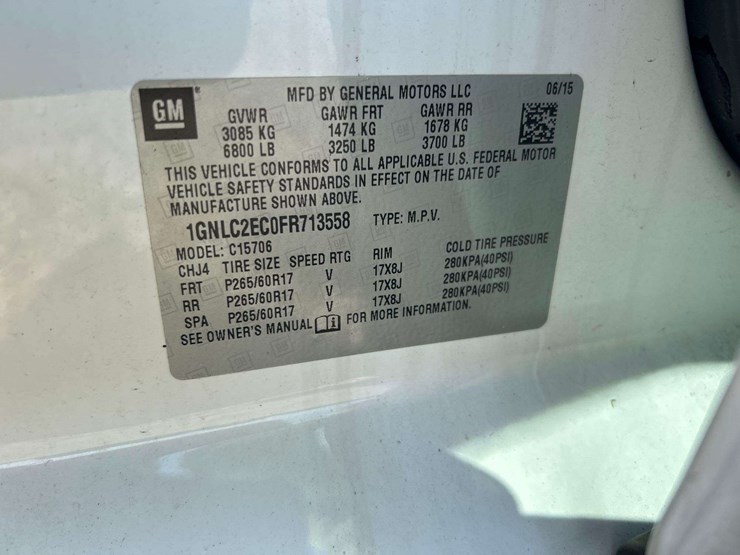 GM
MFD BY GENERAL MOTORS LLC 06/15
GVWR GAWR FRT GAWR RR
3085 KG 1474 KG 1678 KG
6800 LB 3250 LB 3700 LB
THIS VEHICLE CONFORMS TO ALL APPLICABLE U.S. FEDERAL MOTOR
VEHICLE SAFETY STANDARDS IN EFFECT ON THE DATE OF
MANUFACTURE SHOWN ABOVE.
1GNLC2EC0FR713558 TYPE: M.P.V.
MODEL: C15706
CHJ4 TIRE SIZE SPEED RTG RIM COLD TIRE PRESSURE
FRT P265/60R17 V 17X8J 280KPA(40PSI)
RR P265/60R17 V 17X8J 280KPA(40PSI)
SPA P265/60R17 V 17X8J 280KPA(40PSI)
SEE OWNER'S MANUAL FOR MORE INFORMATION.